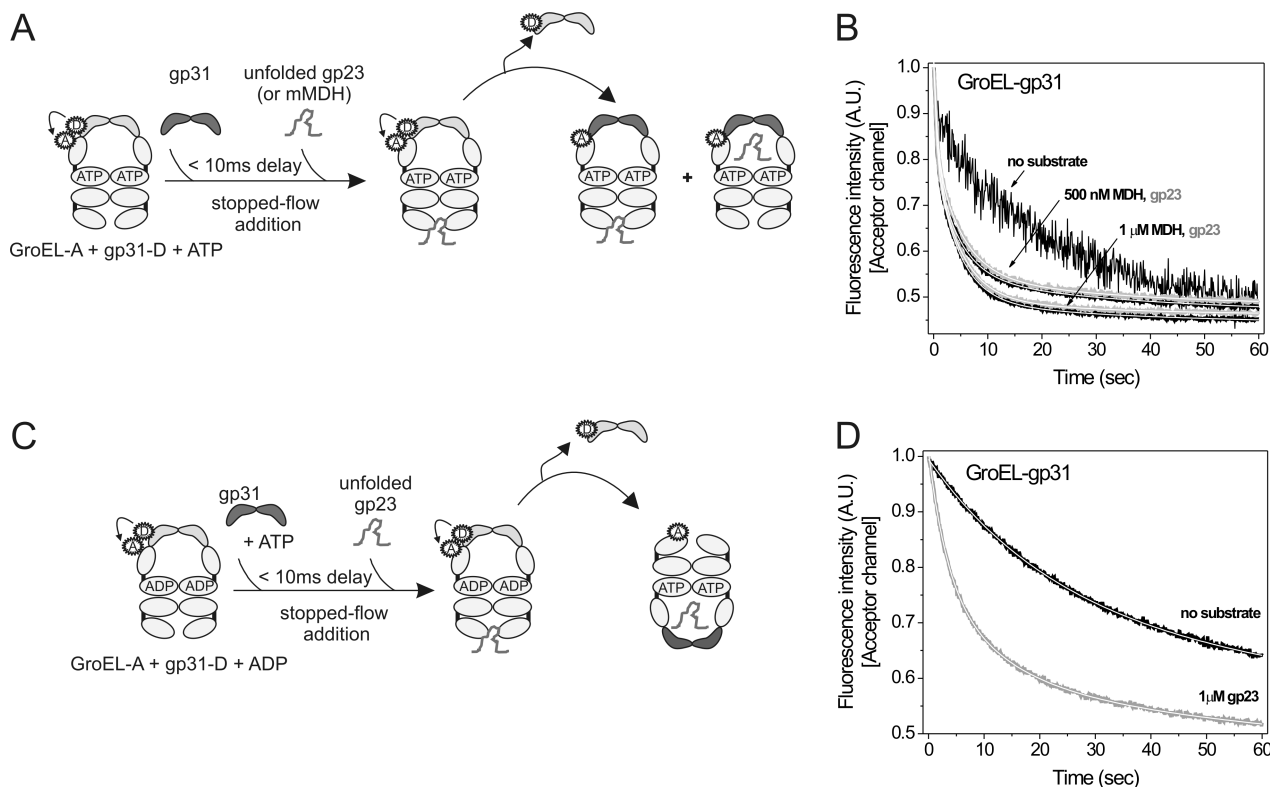 A
gp31
unfolded gp23
(or mMDH)
D
D
A
D
A
A
A
< 10ms delay
ATP ATP
ATP ATP
ATP ATP
+
ATP ATP
stopped-flow
addition
GroEL-A + gp31-D + ATP
B
GroEL-gp31
no substrate
500 nM MDH, gp23
1 µM MDH, gp23
Fluorescence intensity (A.U.)
[Acceptor channel]
1.0
0.9
0.8
0.7
0.6
0.5
0 10 20 30 40 50 60
Time (sec)
C
gp31
+ ATP
unfolded
gp23
D
D
A
D
A
A
< 10ms delay
ADP ADP
ADP ADP
ATP ATP
stopped-flow
addition
GroEL-A + gp31-D + ADP
D
GroEL-gp31
no substrate
1µM gp23
Fluorescence intensity (A.U.)
[Acceptor channel]
1.0
0.9
0.8
0.7
0.6
0.5
0 10 20 30 40 50 60
Time (sec)